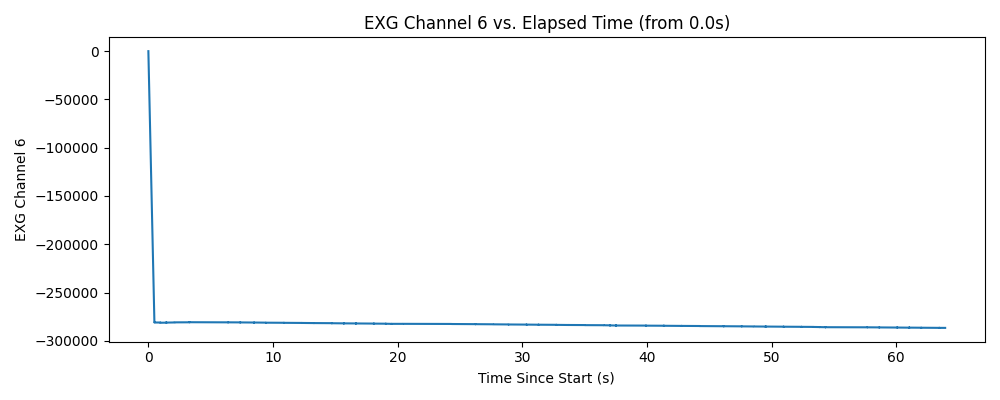 EXG Channel 6 vs. Elapsed Time (from 0.0s)
EXG Channel 6
0
−50000
−100000
−150000
−200000
−250000
−300000
0 10 20 30 40 50 60
Time Since Start (s)